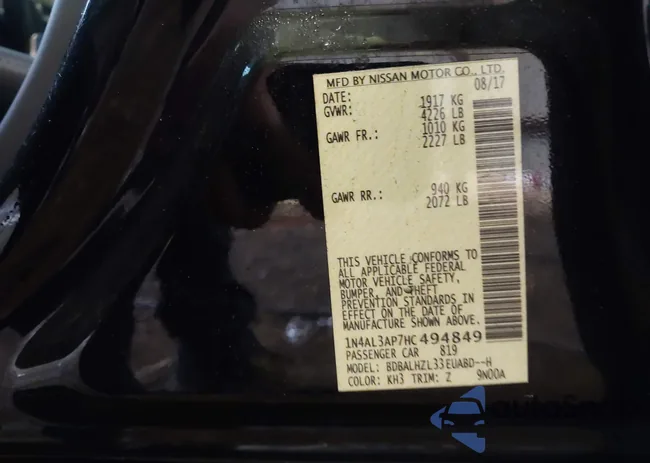 MFD BY NISSAN MOTOR CO., LTD.
DATE: 08/17
GVWR: 1917 KG
4226 LB
GAWR FR.: 1010 KG
2227 LB
GAWR RR.: 940 KG
2072 LB
THIS VEHICLE CONFORMS TO
ALL APPLICABLE FEDERAL
MOTOR VEHICLE SAFETY,
BUMPER, AND THEFT
PREVENTION STANDARDS IN
EFFECT ON THE DATE OF
MANUFACTURE SHOWN ABOVE.
1N4AL3AP7HC494849
PASSENGER CAR 819
MODEL: BDBALHZL33EUABD--H
COLOR: KH3 TRIM: Z 9N00A